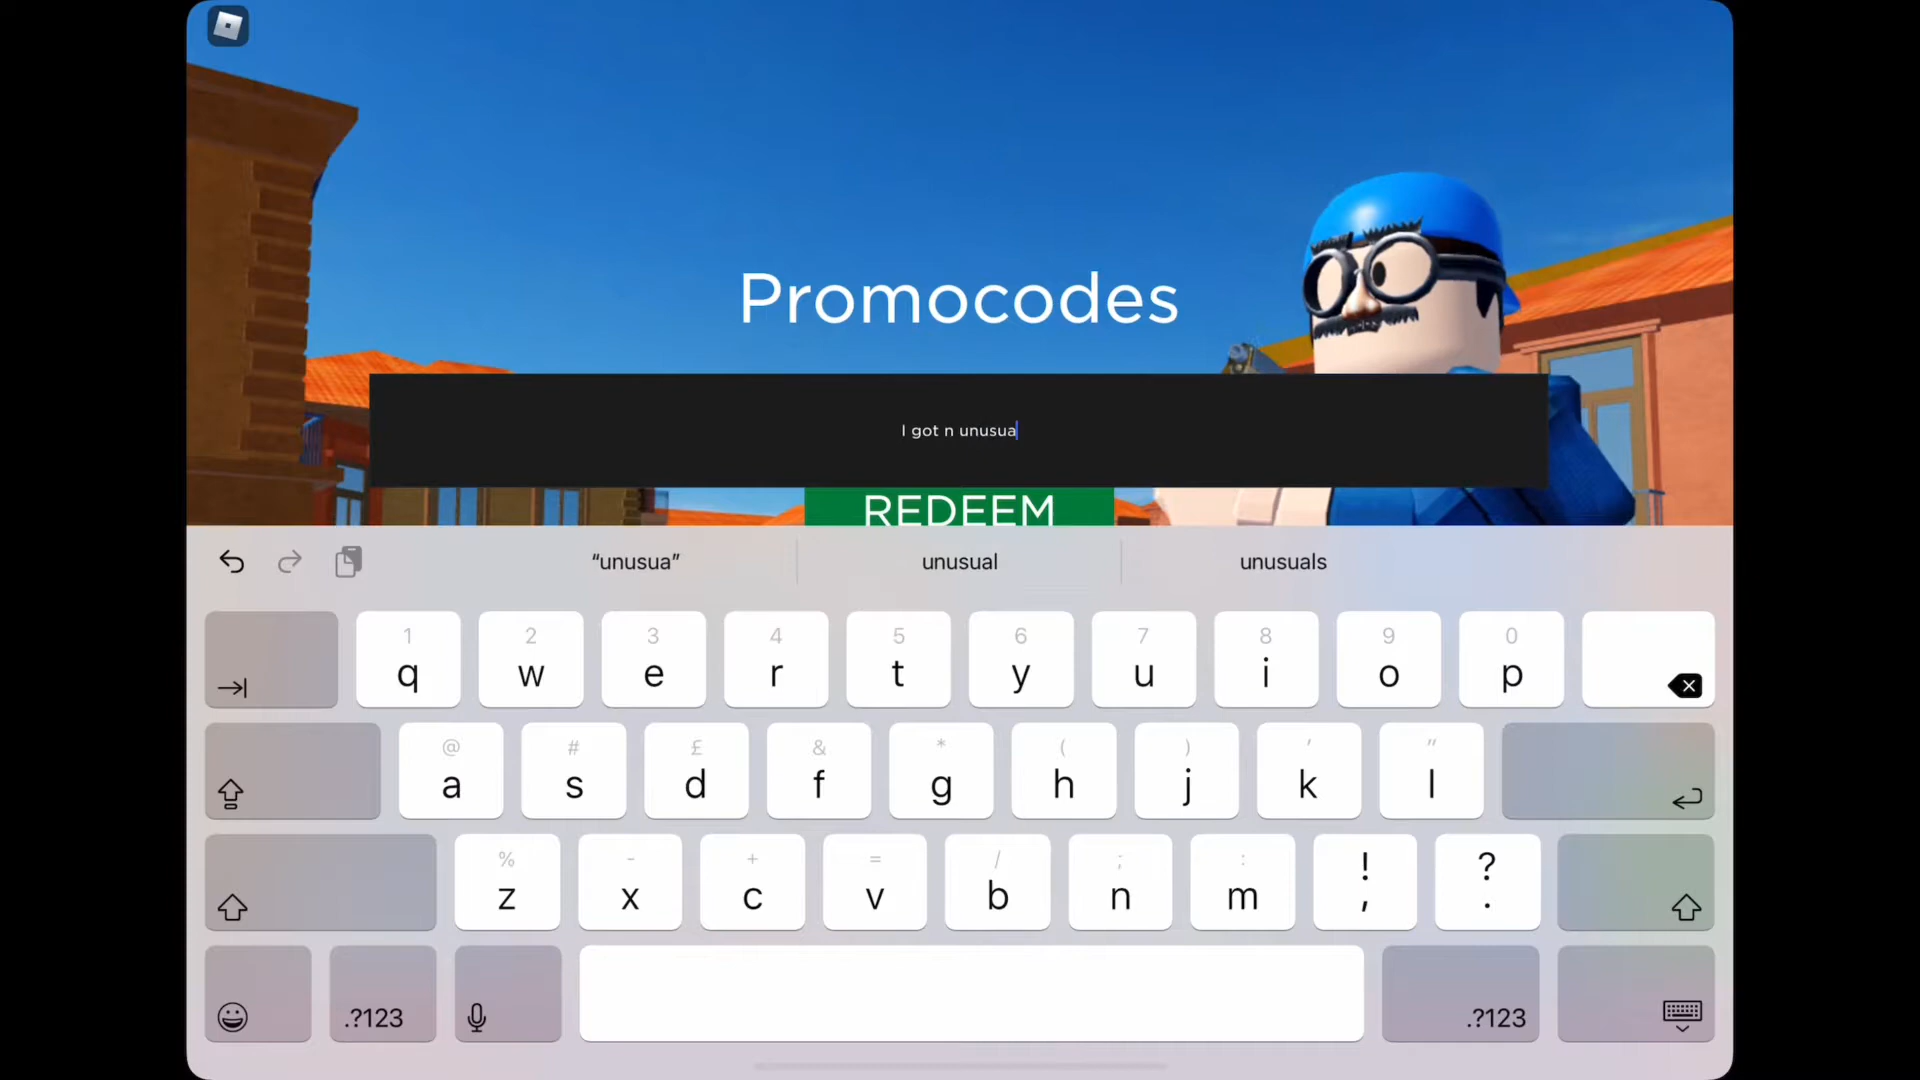 Promocodes
I got n unusua
REDEEM
“unusua” unusual unusuals
1 2 3 4 5 6 7 8 9 0
q w e r t y u i o p
@ # £ & * ( ) ' "
a s d f g h j k l
% - + = / ; : ! ?
z x c v b n m , .
.?123 .?123